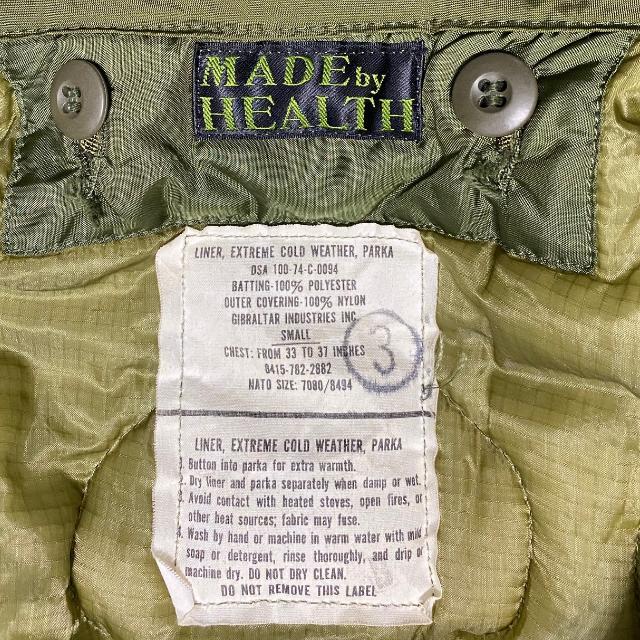 MADE by
HEALTH
LINER, EXTREME COLD WEATHER, PARKA
DSA 100-74-C-0094
BATTING-100% POLYESTER
OUTER COVERING-100% NYLON
GIBRALTAR INDUSTRIES INC.
SMALL
CHEST: FROM 33 TO 37 INCHES
8415-782-2882
NATO SIZE: 7080/8494
3
LINER, EXTREME COLD WEATHER, PARKA
1. Button into parka for extra warmth.
2. Dry liner and parka separately when damp or wet.
3. Avoid contact with heated stoves, open fires, or
other heat sources; fabric may fuse.
4. Wash by hand or machine in warm water with mild
soap or detergent, rinse thoroughly, and drip or
machine dry. DO NOT DRY CLEAN.
DO NOT REMOVE THIS LABEL